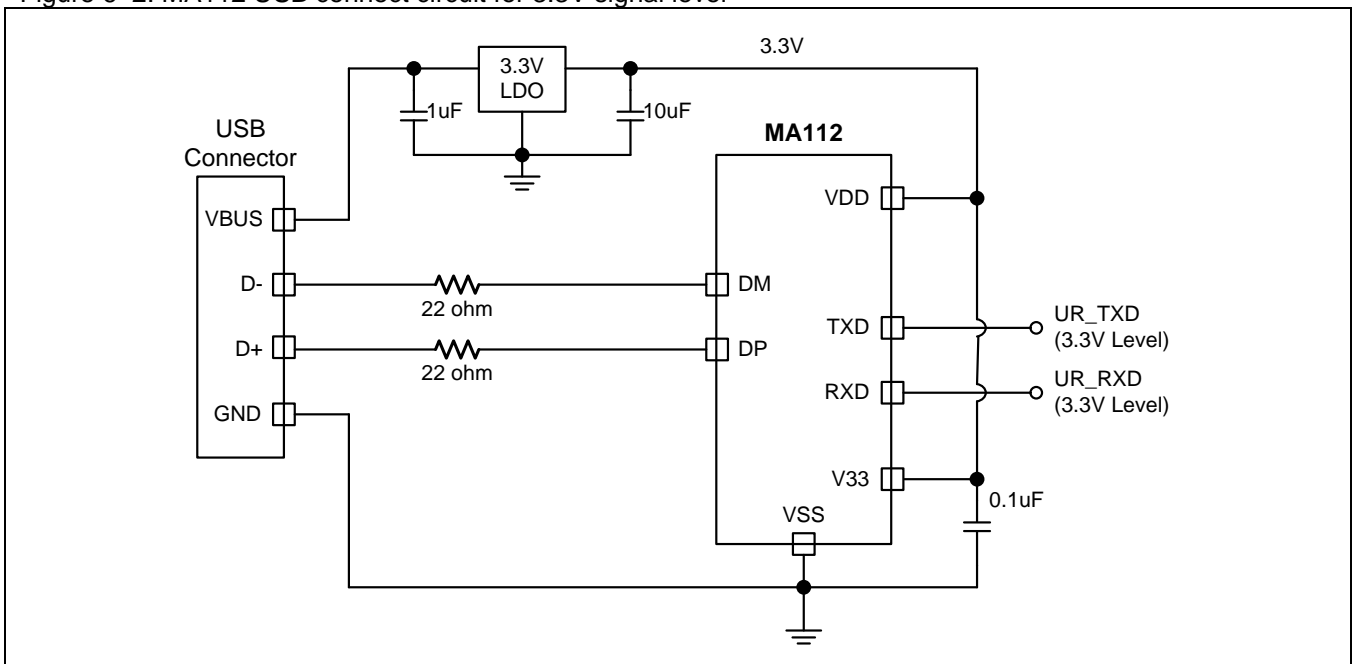 3.3V
3.3V
LDO
1uF
10uF
USB
Connector
MA112
VBUS
VDD
D-
22 ohm
DM
TXD
UR_TXD
(3.3V Level)
D+
22 ohm
DP
RXD
UR_RXD
(3.3V Level)
GND
V33
0.1uF
VSS